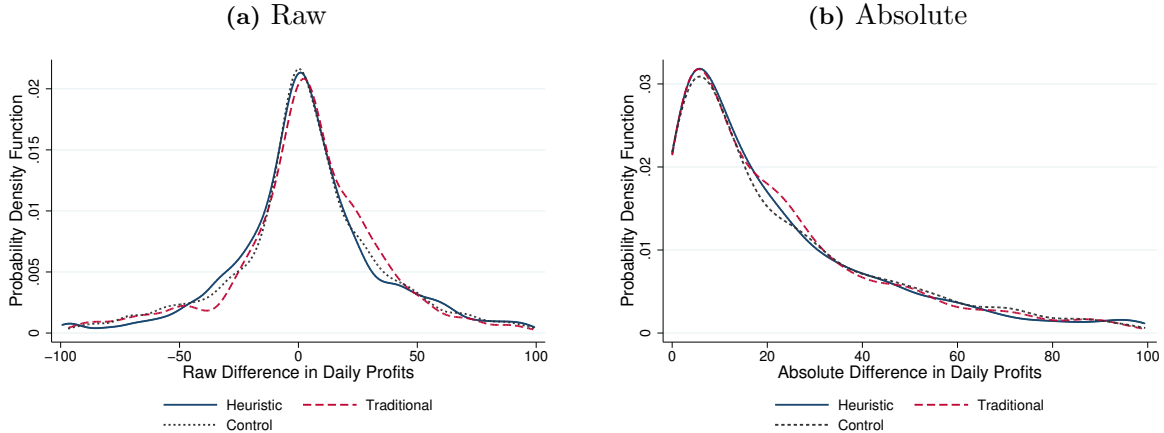 (a) Raw
Probability Density Function
.02
.015
.01
.005
0
−100
−50
0
50
100
Raw Difference in Daily Profits
Heuristic
Traditional
Control
(b) Absolute
Probability Density Function
.03
.02
.01
0
0
20
40
60
80
100
Absolute Difference in Daily Profits
Heuristic
Traditional
Control